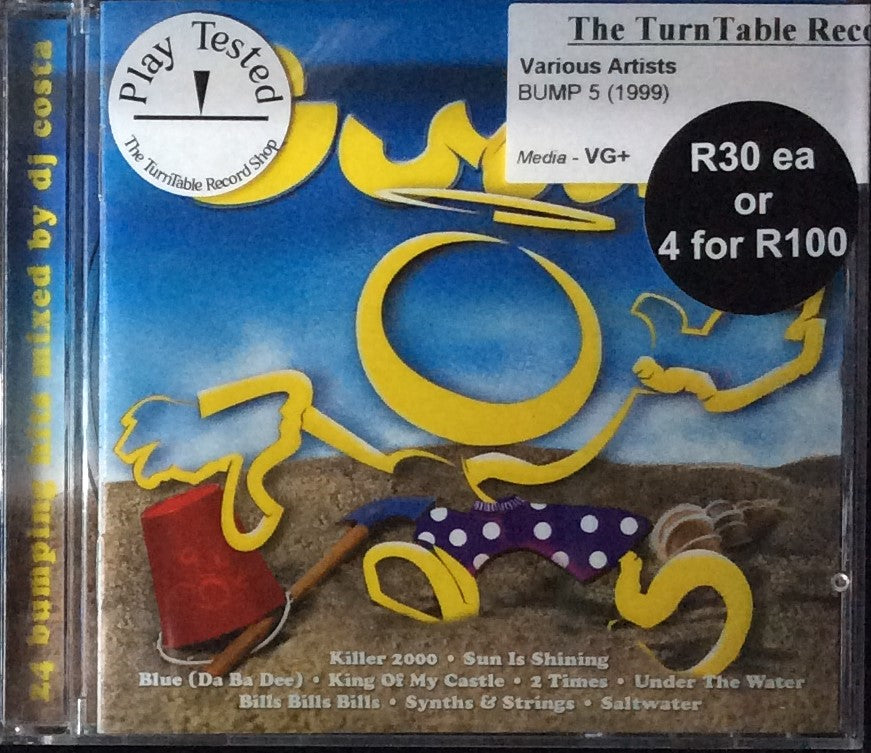 Play Tested
The TurnTable Record Shop
The TurnTable Reco
Various Artists
BUMP 5 (1999)
Media - VG+
R30 ea
or
4 for R100
24 bumping hits mixed by dj costa
Killer 2000 • Sun Is Shining
Blue (Da Ba Dee) • King Of My Castle • 2 Times • Under The Water
Bills Bills Bills • Synths & Strings • Saltwater